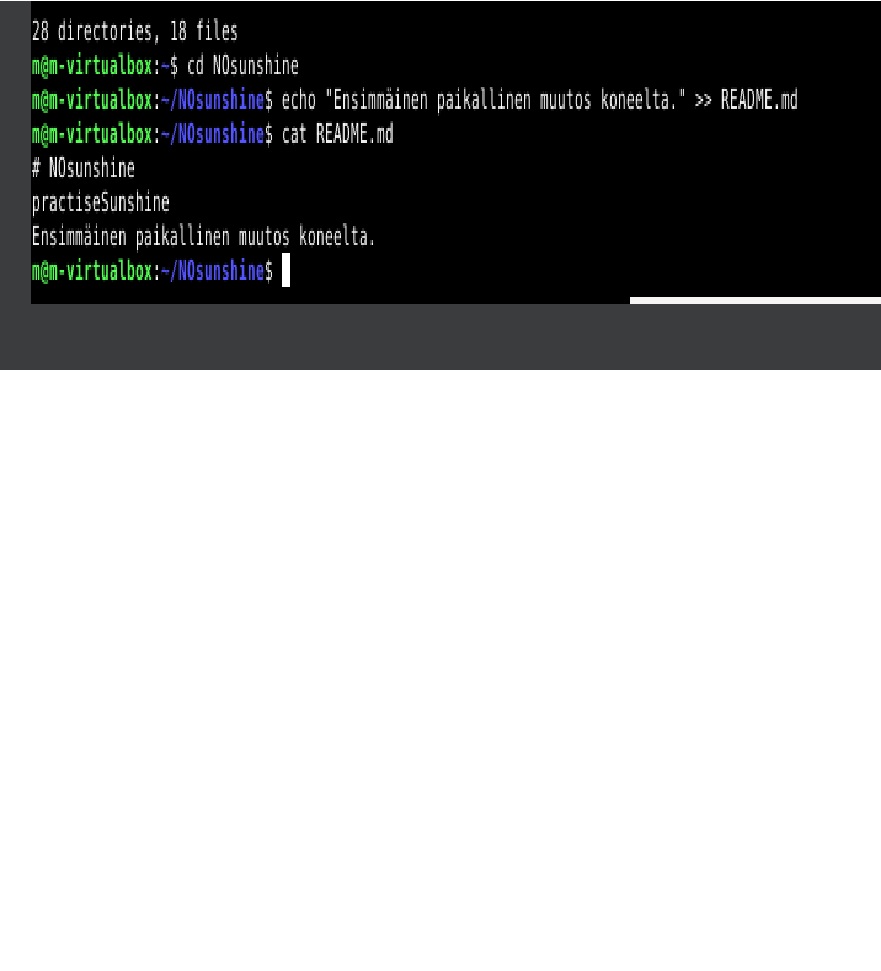 28 directories, 18 files
m@m-virtualbox:~$ cd NOsunshine
m@m-virtualbox:~/NOsunshine$ echo "Ensimmäinen paikallinen muutos koneelta." >> README.md
m@m-virtualbox:~/NOsunshine$ cat README.md
# NOsunshine
practiseSunshine
Ensimmäinen paikallinen muutos koneelta.
m@m-virtualbox:~/NOsunshine$